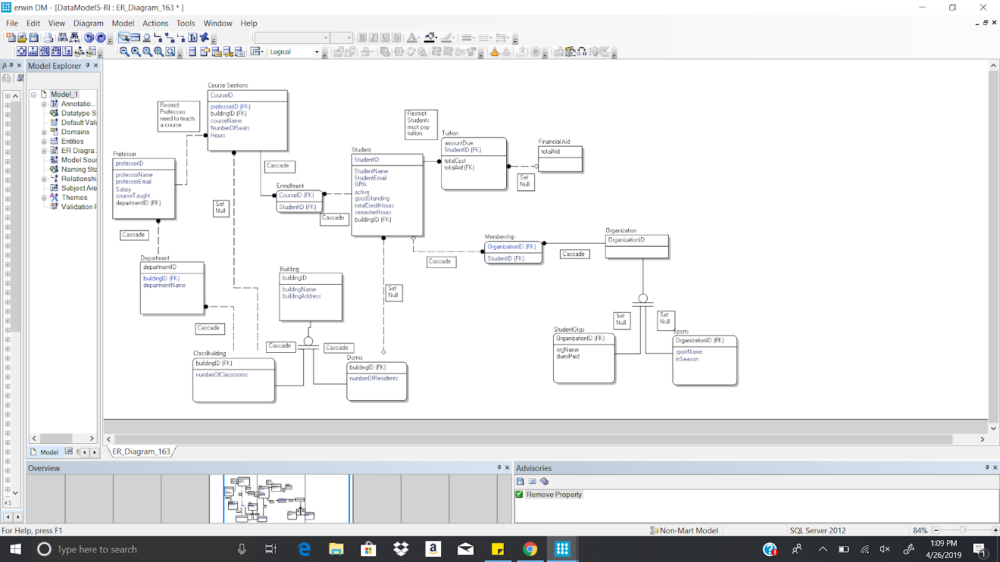 erwin DM - [DataModel5-RI : ER_Diagram_163 * ]
File Edit View Diagram Model Actions Tools Window Help
Logical
A
Model Explorer
Model_1
Annotatio...
Datatype S
Default Valu
Domains
Entities
ER Diagra...
Model Sour
Naming Sta
Relationshi
Subject Are
Themes
Validation F
Model
S
Course Sections
CourseID
professorID (FK)
buildingID (FK)
courseName
NumberOfSeats
Hours
Restrict:
Professors
need to teach
a course.
Professor
professorID
professorName
professorEmail
Salary
courseTaught
departmentID (FK)
Cascade
Set
Null
Cascade
Enrrollment
CourseID (FK)
StudentID (FK)
Cascade
Student
StudentID
StudentName
StudentEmail
GPA
active
goodStanding
totalCreditHours
semesterHours
buildingID (FK)
Restrict:
Students
must pay
tuition.
Tuition
amountDue
StudentID (FK)
totalCost
totalAid (FK)
Financial Aid
totalAid
Set
Null
Department
departmentID
buildingID (FK)
departmentName
Cascade
Building
buildingID
buildingName
buildingAddress
Cascade
Cascade
ClassBuilding
buildingID (FK)
numberOfClassrooms
Dorms
buildingID (FK)
numberOfResidents
Set
Null
Cascade
Membership
OrganizationID (FK)
StudentID (FK)
Cascade
Organization
OrganizationID
Set
Null
Set
Null
StudentOrgs
OrganizationID (FK)
orgName
duesPaid
Sports
OrganizationID (FK)
sportName
inSeason
ER_Diagram_163
Overview
Advisories
Remove Property
For Help, press F1
Non-Mart Model
SQL Server 2012
84%
Type here to search
1:09 PM
4/26/2019
1